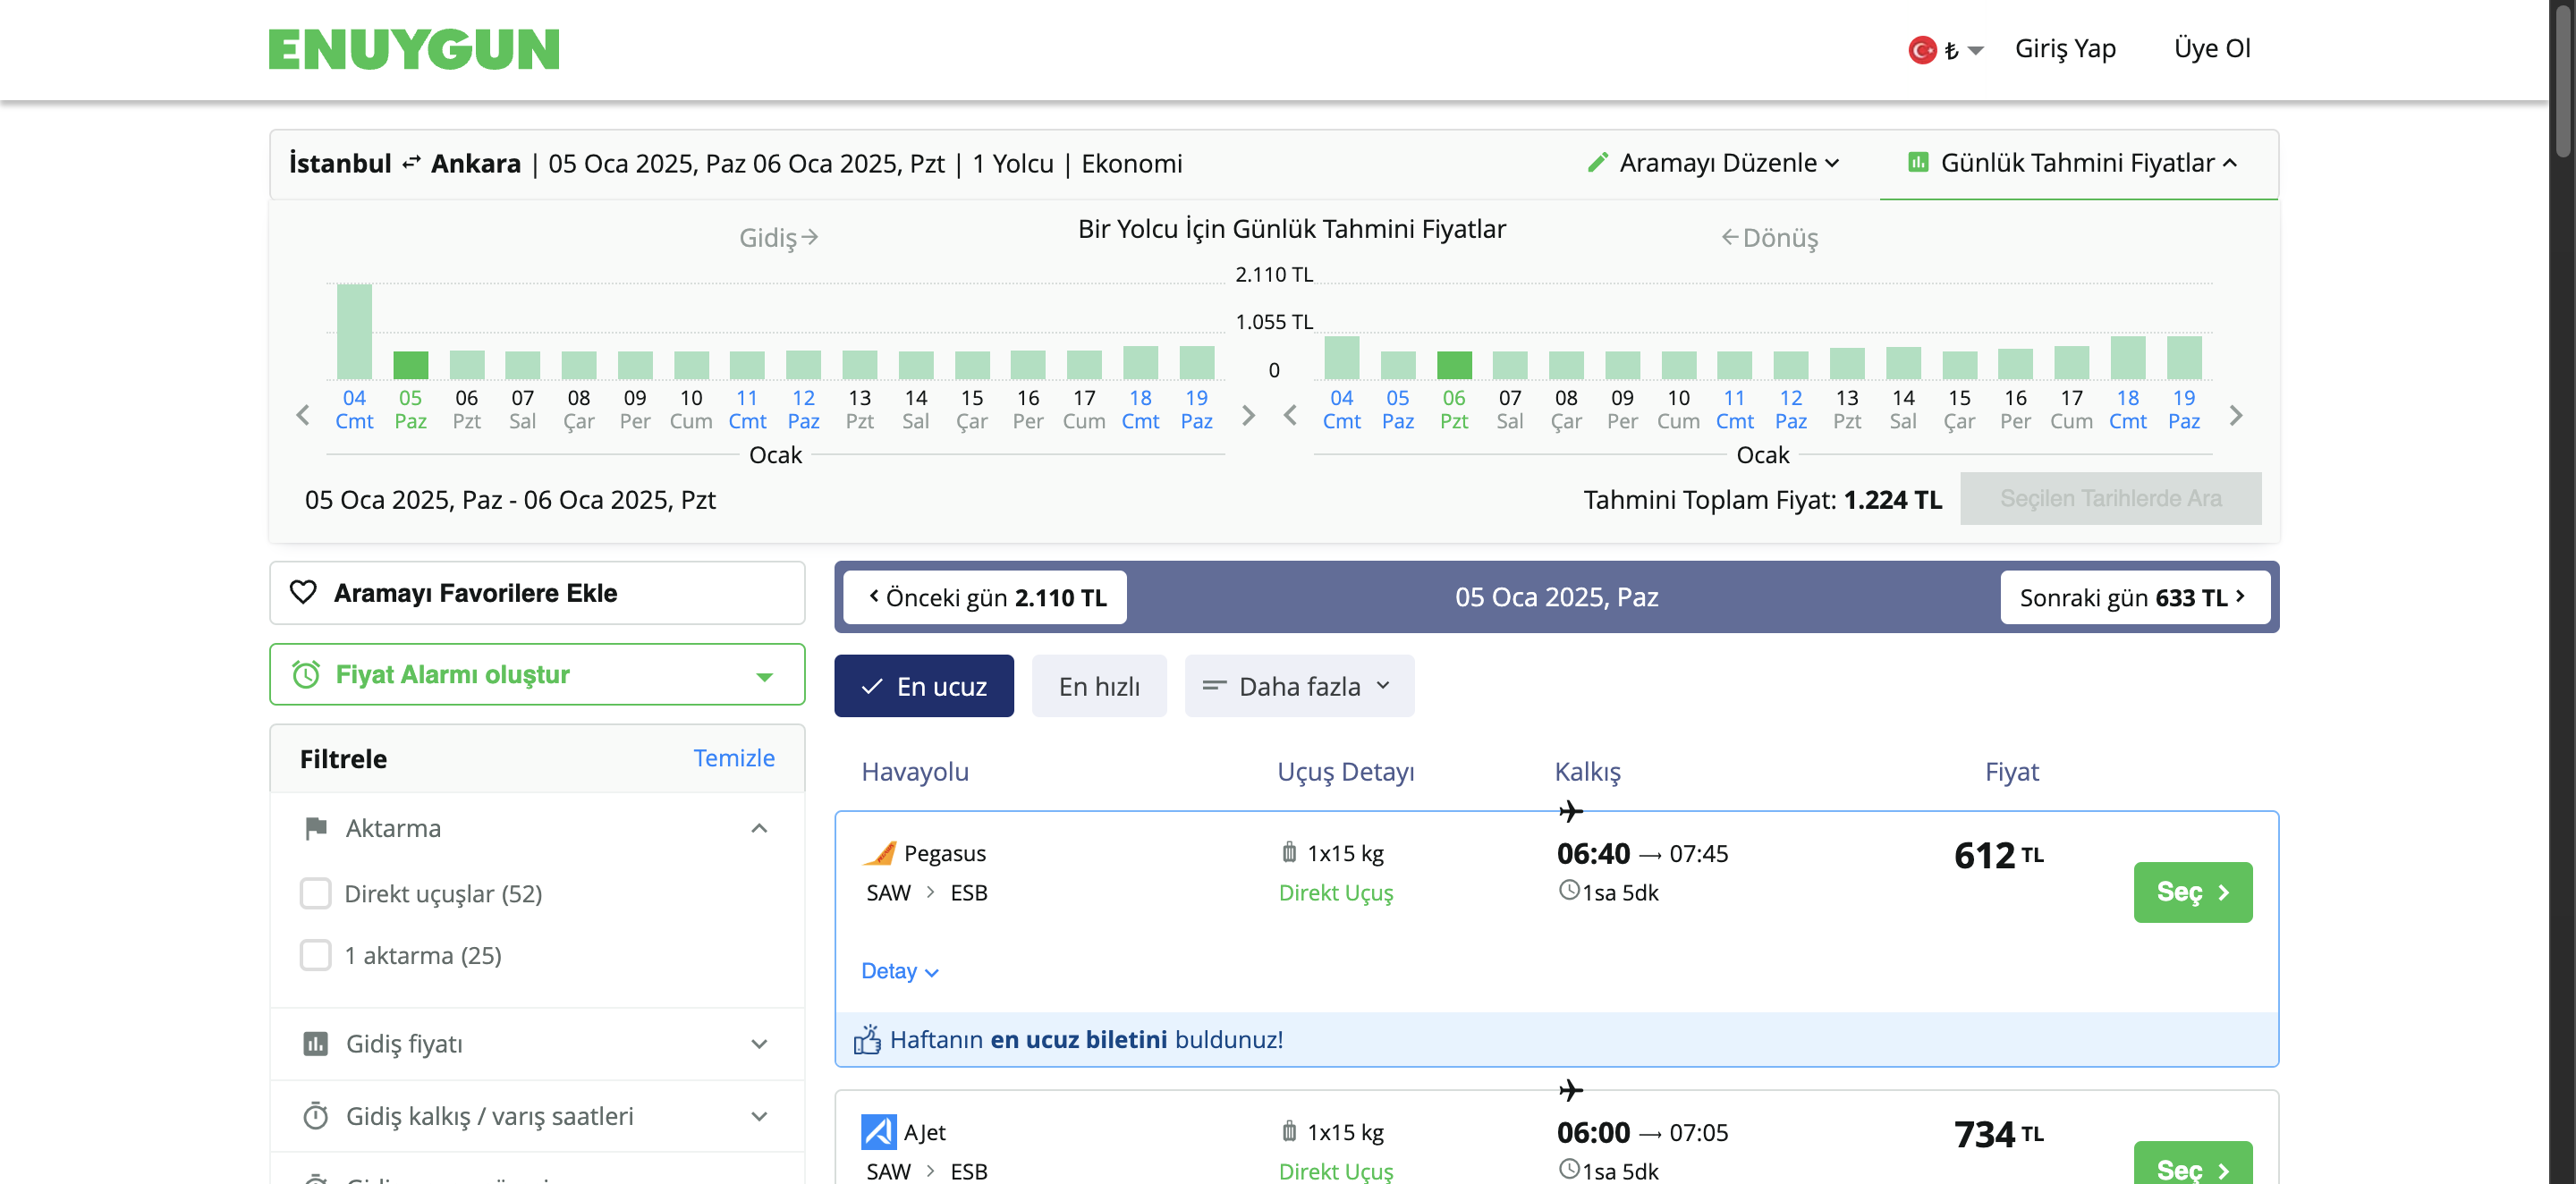 ENUYGUN
₺
Giriş Yap
Üye Ol
İstanbul ⇄ Ankara | 05 Oca 2025, Paz 06 Oca 2025, Pzt | 1 Yolcu | Ekonomi
Aramayı Düzenle
Günlük Tahmini Fiyatlar
Gidiş→
Bir Yolcu İçin Günlük Tahmini Fiyatlar
←Dönüş
2.110 TL
1.055 TL
0
04 05 06 07 08 09 10 11 12 13 14 15 16 17 18 19
Cmt Paz Pzt Sal Çar Per Cum Cmt Paz Pzt Sal Çar Per Cum Cmt Paz
Ocak
04 05 06 07 08 09 10 11 12 13 14 15 16 17 18 19
Cmt Paz Pzt Sal Çar Per Cum Cmt Paz Pzt Sal Çar Per Cum Cmt Paz
Ocak
05 Oca 2025, Paz - 06 Oca 2025, Pzt
Tahmini Toplam Fiyat: 1.224 TL
Seçilen Tarihlerde Ara
Aramayı Favorilere Ekle
Fiyat Alarmı oluştur
Filtrele
Temizle
Aktarma
Direkt uçuşlar (52)
1 aktarma (25)
Gidiş fiyatı
Gidiş kalkış / varış saatleri
Önceki gün 2.110 TL
05 Oca 2025, Paz
Sonraki gün 633 TL
En ucuz
En hızlı
Daha fazla
Havayolu
Uçuş Detayı
Kalkış
Fiyat
Pegasus
SAW > ESB
1x15 kg
Direkt Uçuş
06:40 → 07:45
1sa 5dk
612 TL
Seç
Detay
Haftanın en ucuz biletini buldunuz!
AJet
SAW > ESB
1x15 kg
Direkt Uçuş
06:00 → 07:05
1sa 5dk
734 TL
Seç